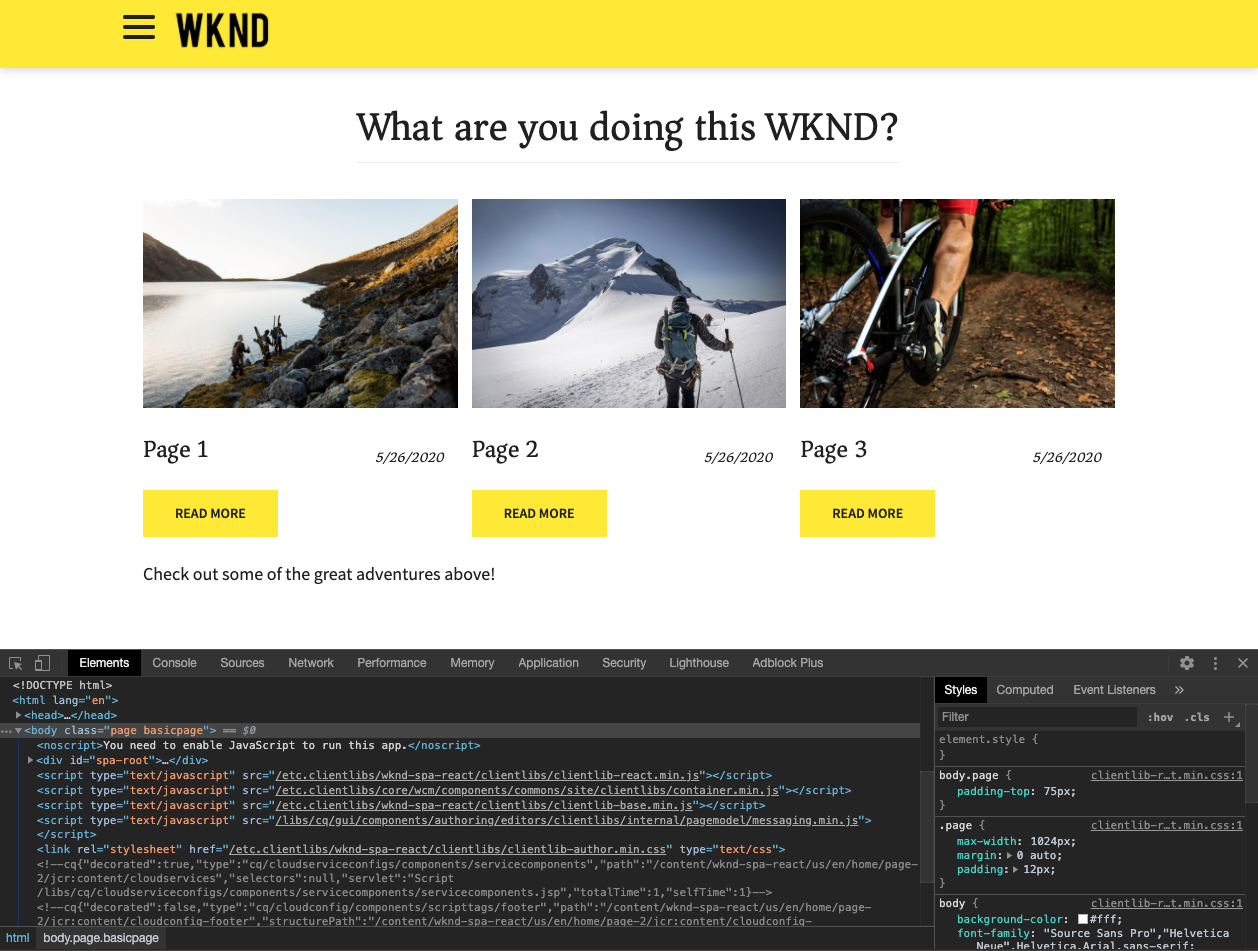 WKND
What are you doing this WKND?
Page 1
5/26/2020
READ MORE
Page 2
5/26/2020
READ MORE
Page 3
5/26/2020
READ MORE
Check out some of the great adventures above!
Elements Console Sources Network Performance Memory Application Security Lighthouse Adblock Plus
<!DOCTYPE html>
<html lang="en">
<head>…</head>
<body class="page basicpage"> == $0
<noscript>You need to enable JavaScript to run this app.</noscript>
<div id="spa-root">…</div>
<script type="text/javascript" src="/etc.clientlibs/wknd-spa-react/clientlibs/clientlib-react.min.js"></script>
<script type="text/javascript" src="/etc.clientlibs/core/wcm/components/commons/site/clientlibs/container.min.js"></script>
<script type="text/javascript" src="/etc.clientlibs/wknd-spa-react/clientlibs/clientlib-base.min.js"></script>
<script type="text/javascript" src="/libs/cq/gui/components/authoring/editors/clientlibs/internal/pagemodel/messaging.min.js">
</script>
<link rel="stylesheet" href="/etc.clientlibs/wknd-spa-react/clientlibs/clientlib-author.min.css" type="text/css">
<!--cq{"decorated":true,"type":"cq/cloudserviceconfigs/components/servicecomponents","path":"/content/wknd-spa-react/us/en/home/page-
2/jcr:content/cloudservices","selectors":null,"servlet":"Script
/libs/cq/cloudserviceconfigs/components/servicecomponents/servicecomponents.jsp","totalTime":1,"selfTime":1}-->
<!--cq{"decorated":false,"type":"cq/cloudconfig/components/scripttags/footer","path":"/content/wknd-spa-react/us/en/home/page-
2/jcr:content/cloudconfig-footer","structurePath":"/content/wknd-spa-react/us/en/home/page-2/jcr:content/cloudconfig-
html body.page.basicpage
Styles Computed Event Listeners »
Filter :hov .cls +
element.style {
}
body.page { clientlib-r…t.min.css:1
padding-top: 75px;
}
.page { clientlib-r…t.min.css:1
max-width: 1024px;
margin: 0 auto;
padding: 12px;
}
body { clientlib-r…t.min.css:1
background-color: #fff;
font-family: "Source Sans Pro","Helvetica
Neue",Helvetica,Arial,sans-serif;